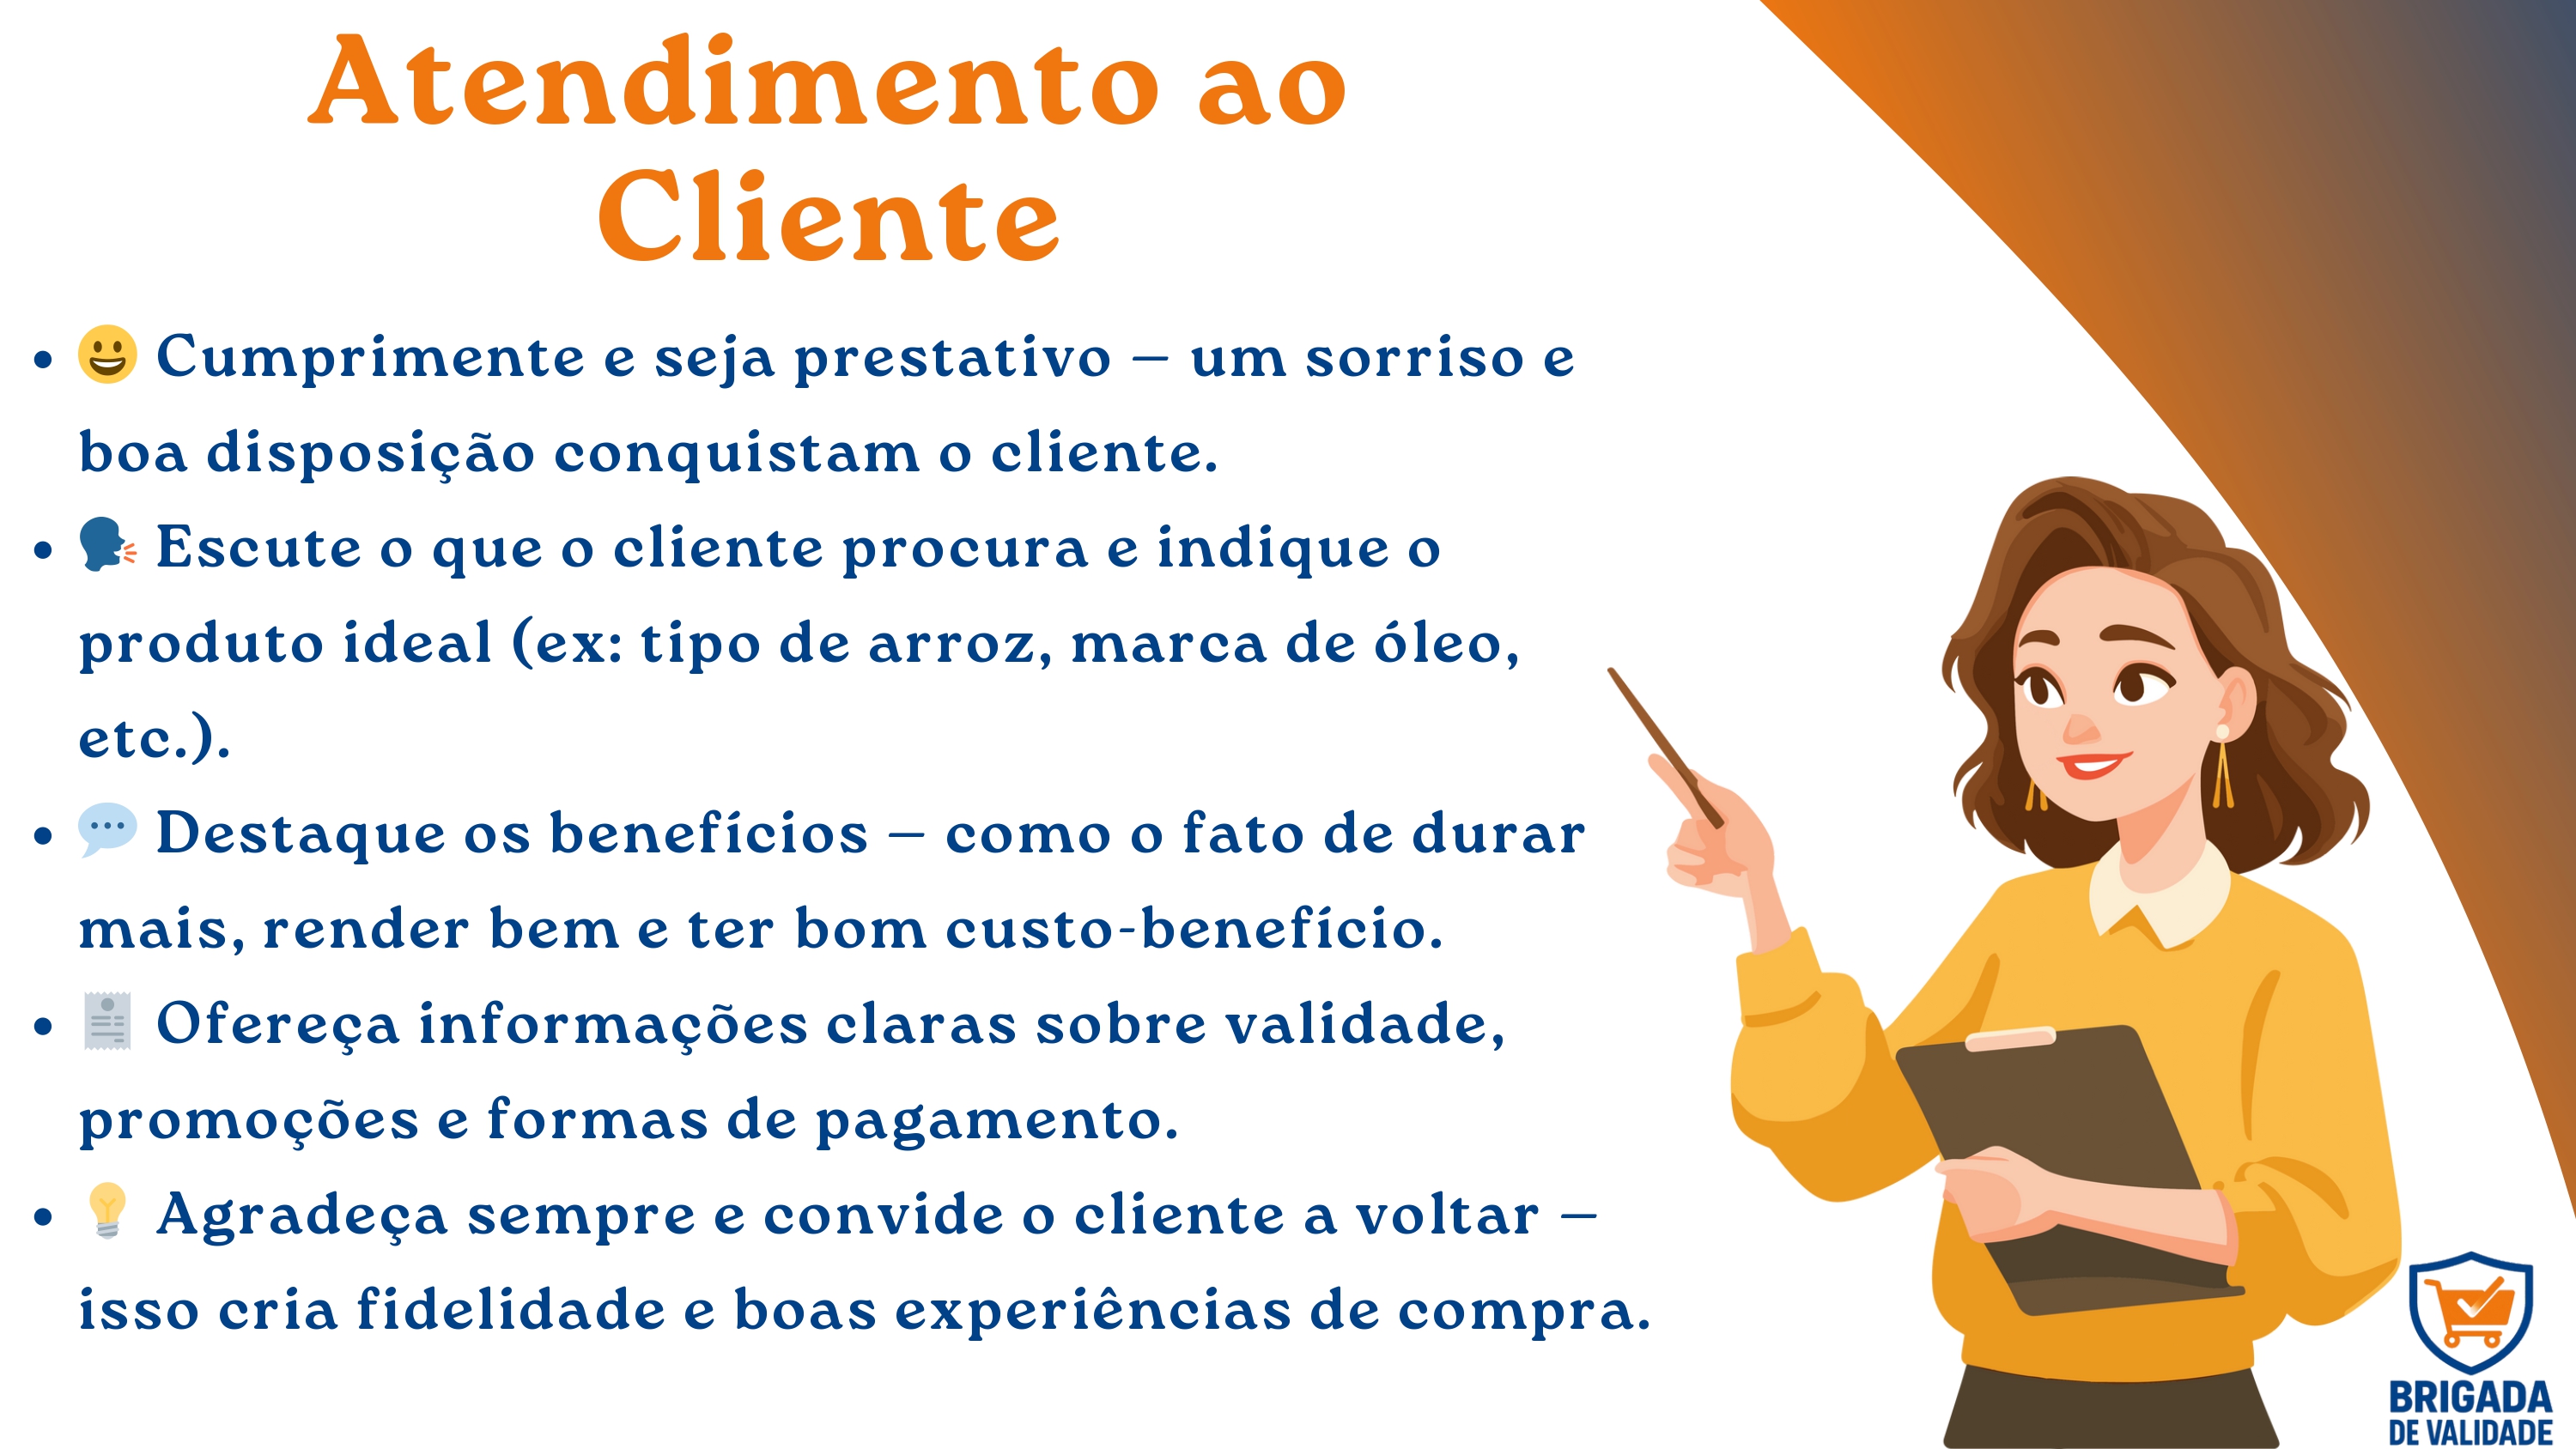 Atendimento ao
Cliente
• 😀 Cumprimente e seja prestativo – um sorriso e
boa disposição conquistam o cliente.
• 🗣️ Escute o que o cliente procura e indique o
produto ideal (ex: tipo de arroz, marca de óleo,
etc.).
• 💬 Destaque os benefícios – como o fato de durar
mais, render bem e ter bom custo-benefício.
• 🧾 Ofereça informações claras sobre validade,
promoções e formas de pagamento.
• 💡 Agradeça sempre e convide o cliente a voltar –
isso cria fidelidade e boas experiências de compra.
BRIGADA
DE VALIDADE